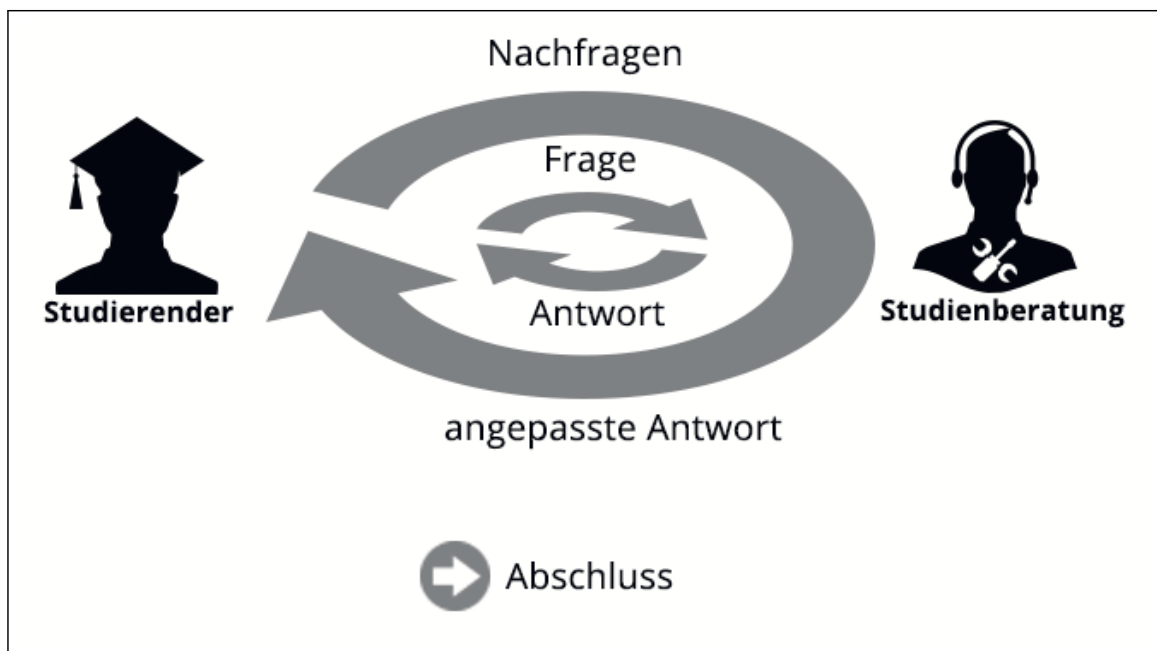 Nachfragen
Frage
Studierender
Antwort
Studienberatung
angepasste Antwort
Abschluss